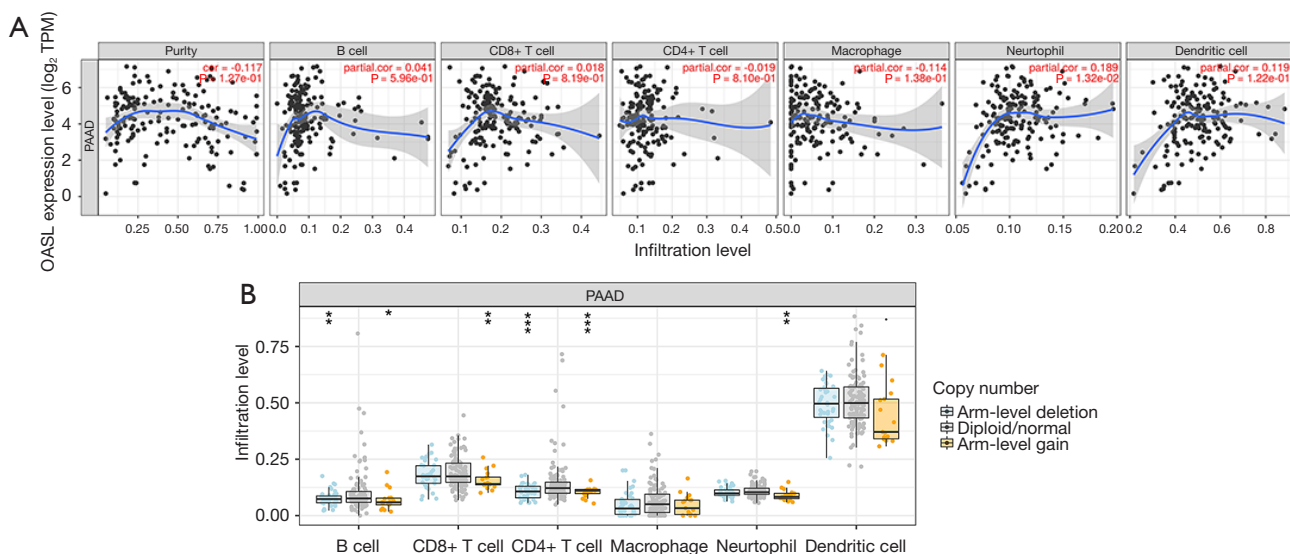 A
Purity
B cell
CD8+ T cell
CD4+ T cell
Macrophage
Neurtophil
Dendritic cell
OASL expression level (log2 TPM)
PAAD
6
4
2
0
cor = -0.117
P = 1.27e-01
partial.cor = 0.041
P = 5.96e-01
partial.cor = 0.018
P = 8.19e-01
partial.cor = -0.019
P = 8.10e-01
partial.cor = -0.114
P = 1.38e-01
partial.cor = 0.189
P = 1.32e-02
partial.cor = 0.119
P = 1.22e-01
0.25 0.50 0.75 1.00
0.0 0.1 0.2 0.3 0.4
0.1 0.2 0.3 0.4
0.0 0.1 0.2 0.3 0.4 0.5
0.0 0.1 0.2 0.3
0.05 0.10 0.15 0.20
0.2 0.4 0.6 0.8
Infiltration level
B
PAAD
** * ** *** *** ** .
Infiltration level
0.75
0.50
0.25
0.00
B cell CD8+ T cell CD4+ T cell Macrophage Neurtophil Dendritic cell
Copy number
Arm-level deletion
Diploid/normal
Arm-level gain